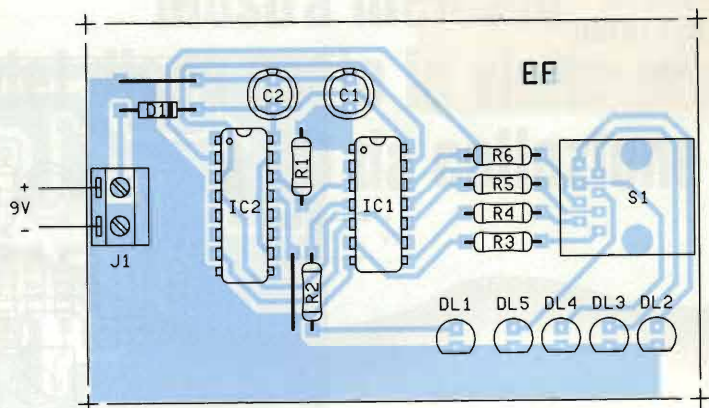 EF
C2
C1
D1
R1
R6
R5
R4
R3
S1
IC2
IC1
+
9V
-
J1
R2
DL1
DL5
DL4
DL3
DL2